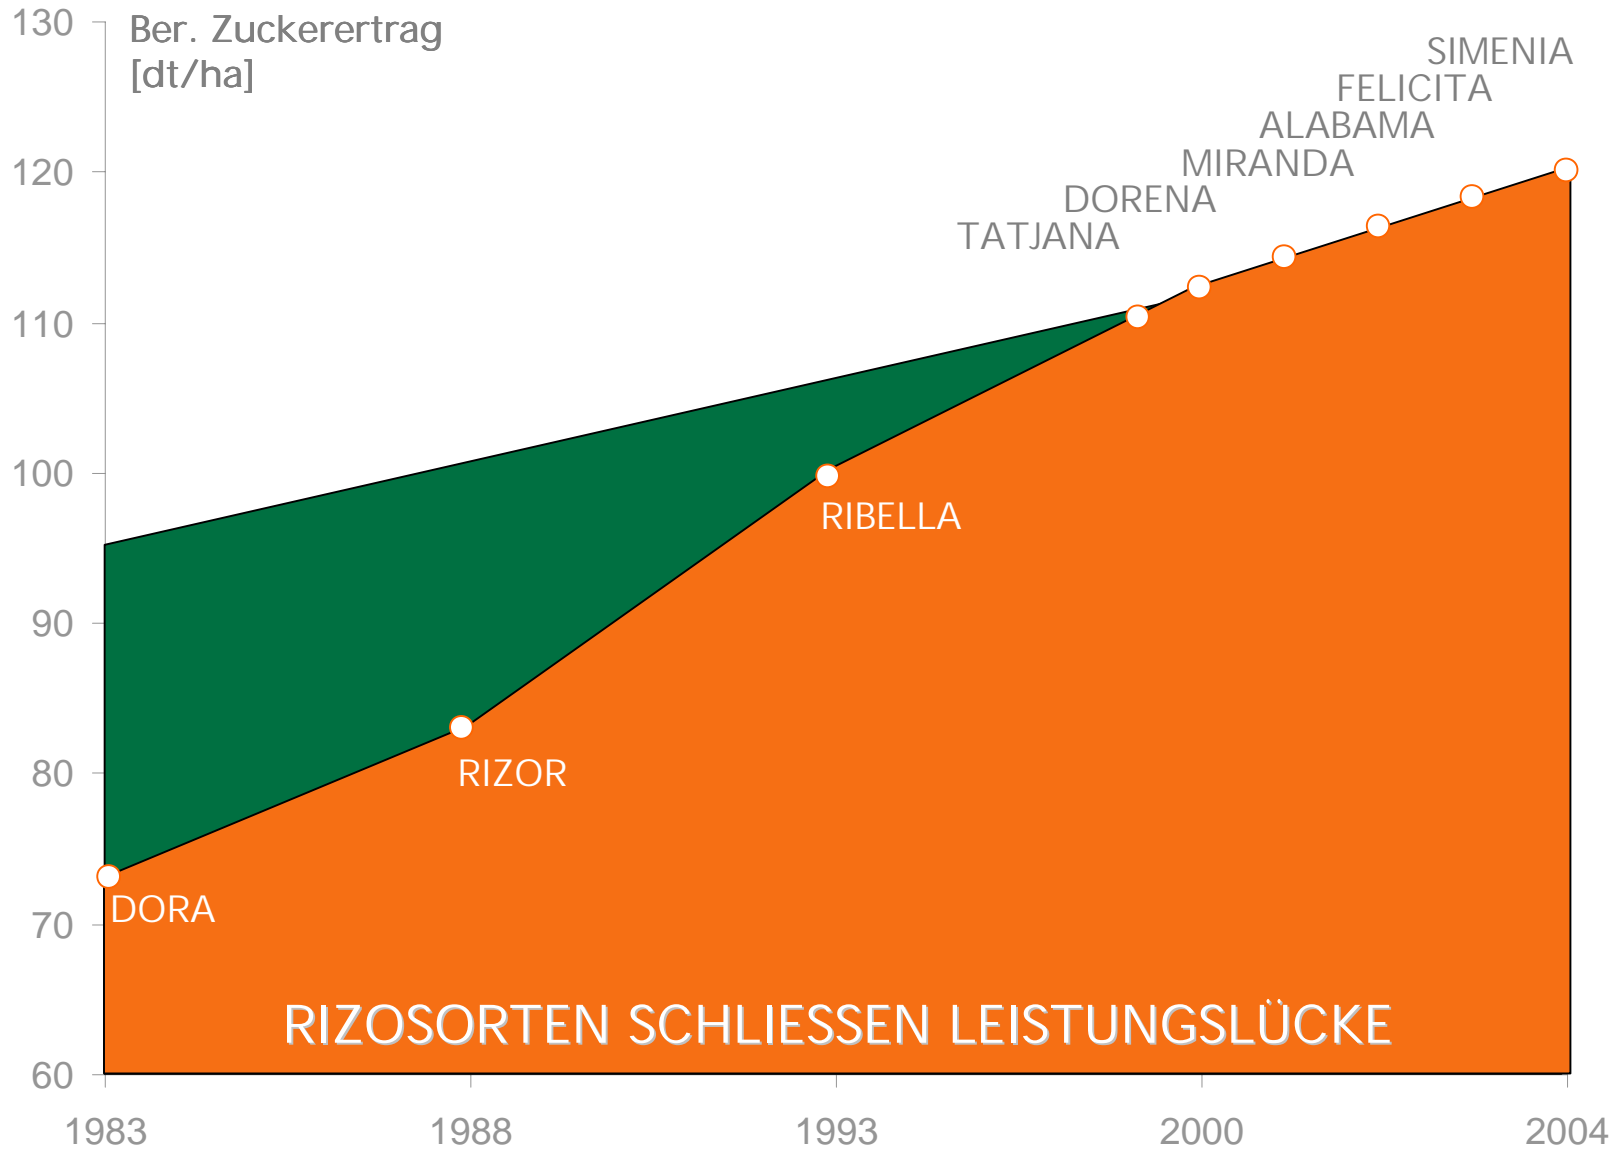 130
Ber. Zuckerertrag
[dt/ha]
SIMENIA
FELICITA
ALABAMA
MIRANDA
DORENA
TATJANA
120
110
100
RIBELLA
90
80
RIZOR
70
DORA
RIZOSORTEN SCHLIESSEN LEISTUNGSLÜCKE
60
1983 1988 1993 2000 2004